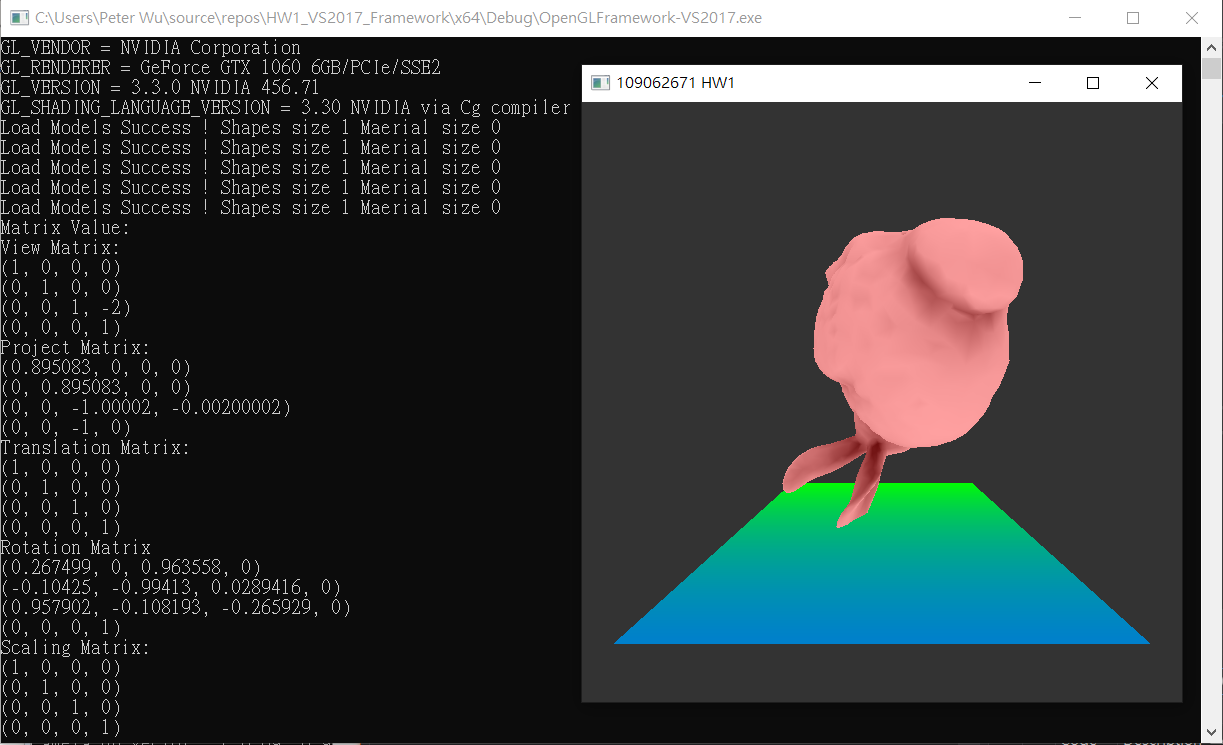 C:\Users\Peter Wu\source\repos\HW1_VS2017_Framework\x64\Debug\OpenGLFramework-VS2017.exe
GL_VENDOR = NVIDIA Corporation
GL_RENDERER = GeForce GTX 1060 6GB/PCIe/SSE2
GL_VERSION = 3.3.0 NVIDIA 456.71
GL_SHADING_LANGUAGE_VERSION = 3.30 NVIDIA via Cg compiler
Load Models Success ! Shapes size 1 Maerial size 0
Load Models Success ! Shapes size 1 Maerial size 0
Load Models Success ! Shapes size 1 Maerial size 0
Load Models Success ! Shapes size 1 Maerial size 0
Load Models Success ! Shapes size 1 Maerial size 0
Matrix Value:
View Matrix:
(1, 0, 0, 0)
(0, 1, 0, 0)
(0, 0, 1, -2)
(0, 0, 0, 1)
Project Matrix:
(0.895083, 0, 0, 0)
(0, 0.895083, 0, 0)
(0, 0, -1.00002, -0.00200002)
(0, 0, -1, 0)
Translation Matrix:
(1, 0, 0, 0)
(0, 1, 0, 0)
(0, 0, 1, 0)
(0, 0, 0, 1)
Rotation Matrix
(0.267499, 0, 0.963558, 0)
(-0.10425, -0.99413, 0.0289416, 0)
(0.957902, -0.108193, -0.265929, 0)
(0, 0, 0, 1)
Scaling Matrix:
(1, 0, 0, 0)
(0, 1, 0, 0)
(0, 0, 1, 0)
(0, 0, 0, 1)
109062671 HW1